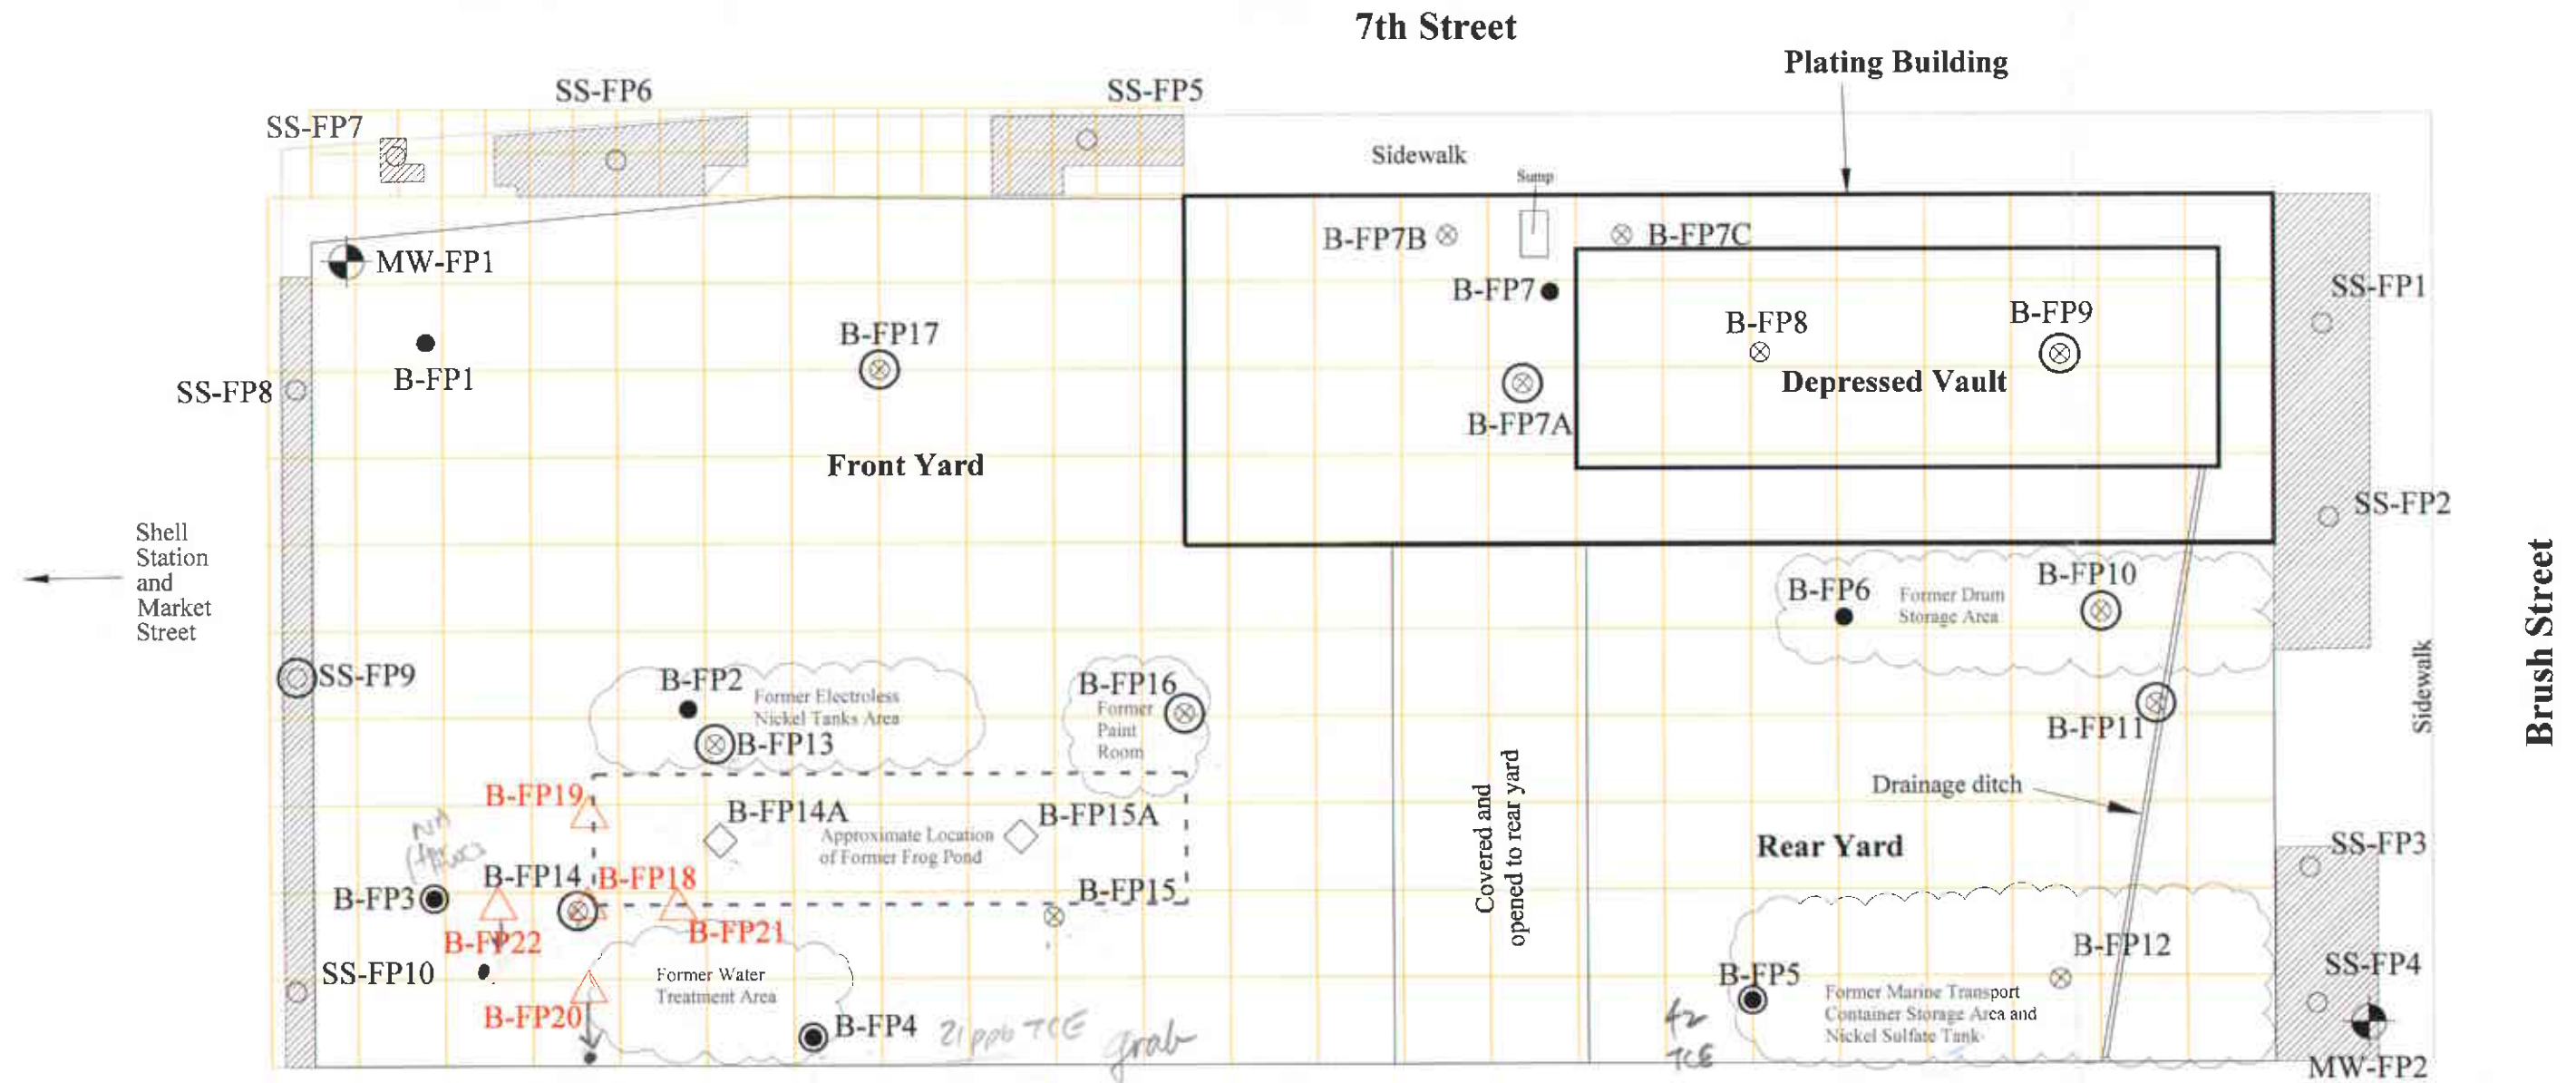 7th Street
Plating Building
SS-FP6
SS-FP5
SS-FP7
Sidewalk
Sump
B-FP7B
B-FP7C
MW-FP1
B-FP7
SS-FP1
B-FP17
B-FP8
B-FP9
B-FP1
SS-FP8
Depressed Vault
B-FP7A
Front Yard
SS-FP2
Shell
Station
and
Market
Street
Brush Street
Sidewalk
B-FP6
Former Drum
Storage Area
B-FP10
SS-FP9
B-FP2
Former Electroless
Nickel Tanks Area
B-FP13
B-FP16
Former
Paint
Room
B-FP11
Drainage ditch
Covered and
opened to rear yard
B-FP19
B-FP14A
B-FP15A
Approximate Location
of Former Frog Pond
Rear Yard
SS-FP3
NA
B-FP3
B-FP14
B-FP18
B-FP15
B-FP22
B-FP21
SS-FP10
Former Water
Treatment Area
B-FP20
B-FP4
21 ppb TCE
grab
B-FP12
B-FP5
SS-FP4
Former Marine Transport
Container Storage Area and
Nickel Sulfate Tank
TCE
MW-FP2